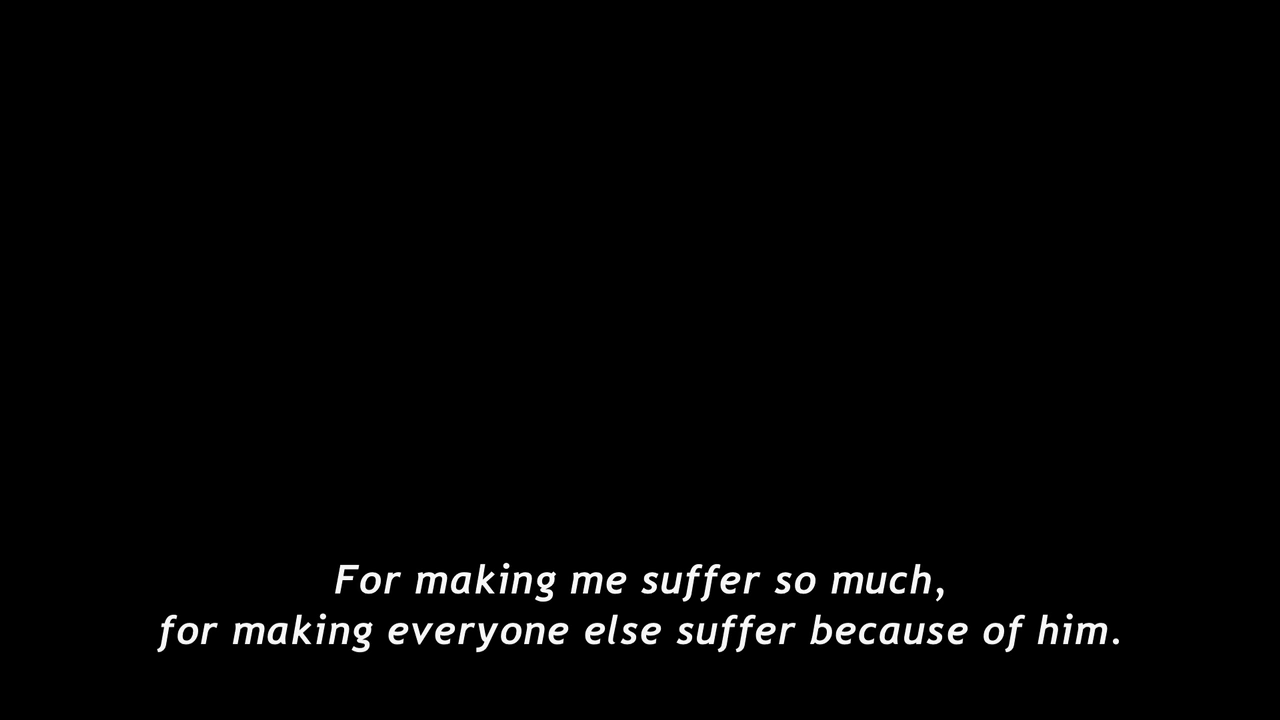 For making me suffer so much,
for making everyone else suffer because of him.